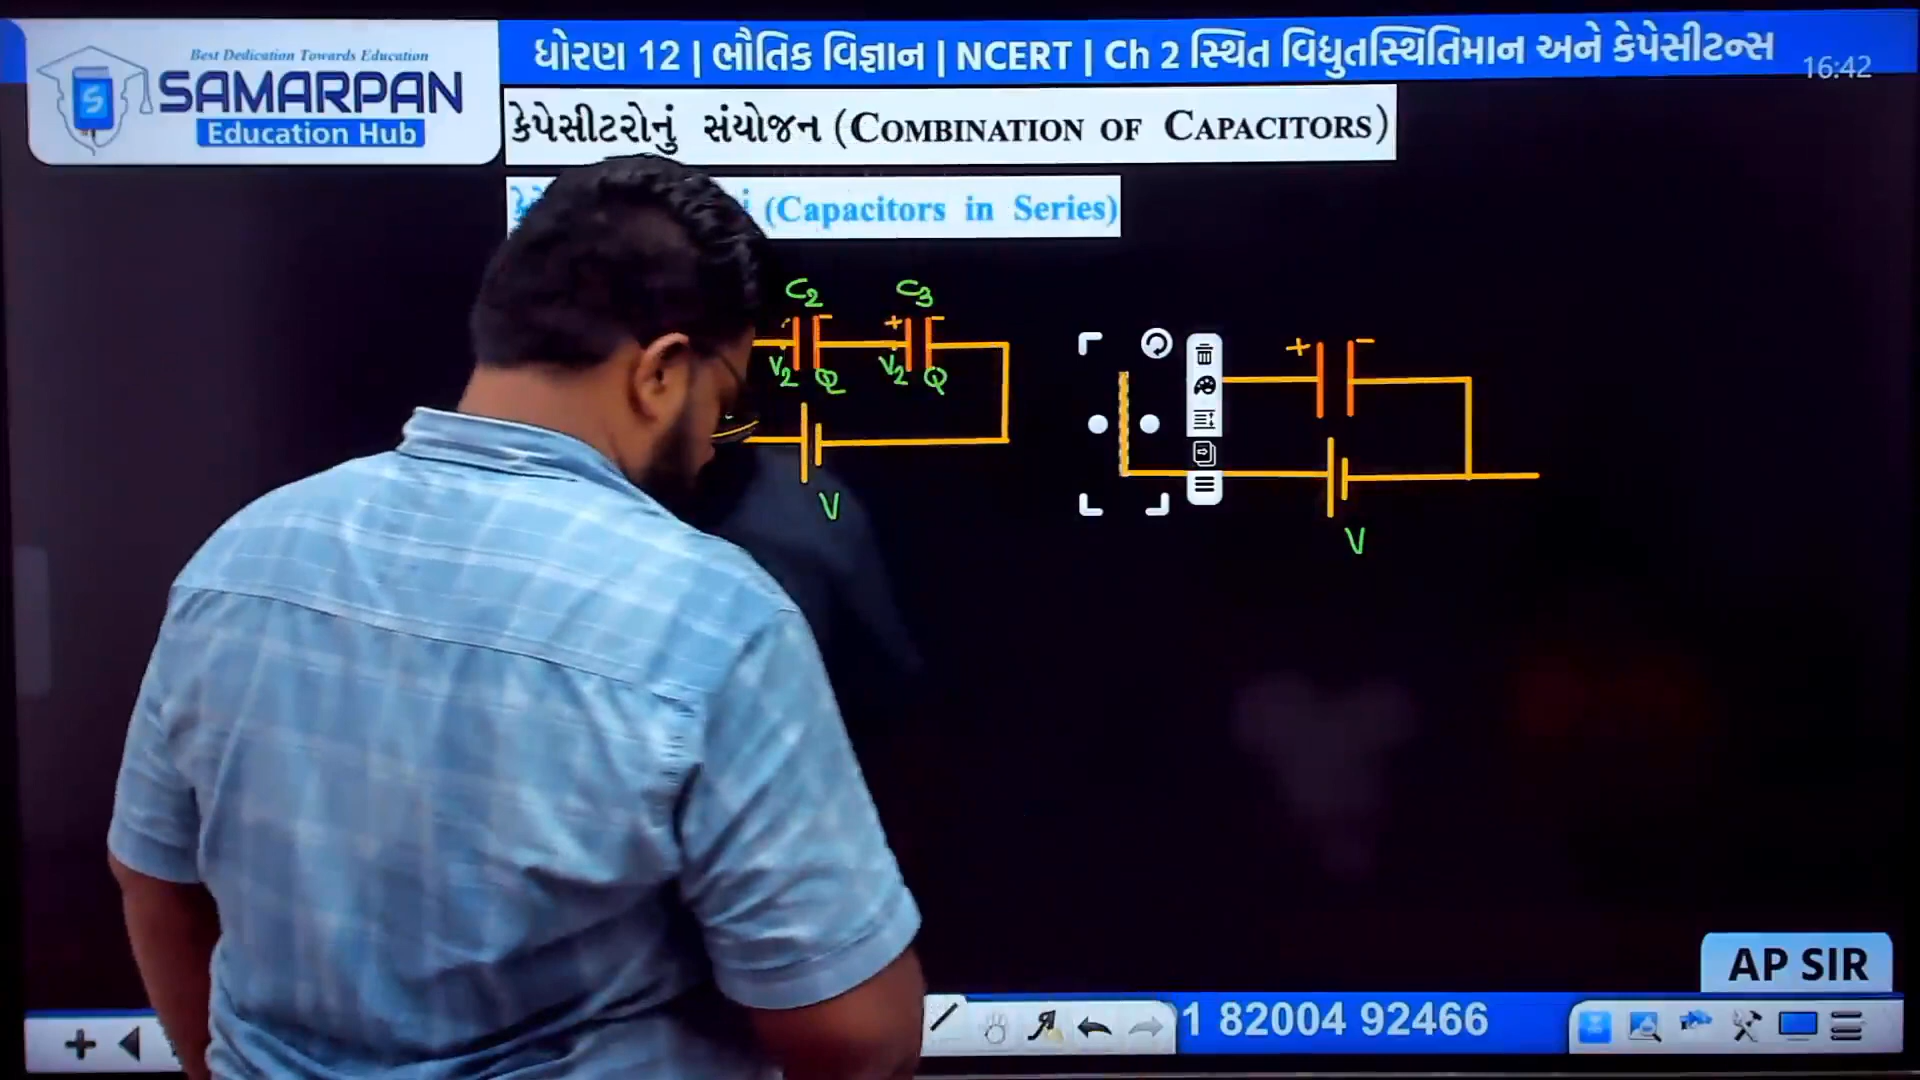 Best Dedication Towards Education
SAMARPAN
Education Hub
ધોરણ 12 | ભૌતિક વિજ્ઞાન | NCERT | Ch 2 સ્થિત વિદ્યુતસ્થિતિમાન અને કેપેસીટન્સ
16:42
કેપેસીટરોનું સંયોજન (COMBINATION OF CAPACITORS)
(Capacitors in Series)
C2 C3
+ - + -
V2 Q V2 Q
V
+ -
V
AP SIR
1 82004 92466